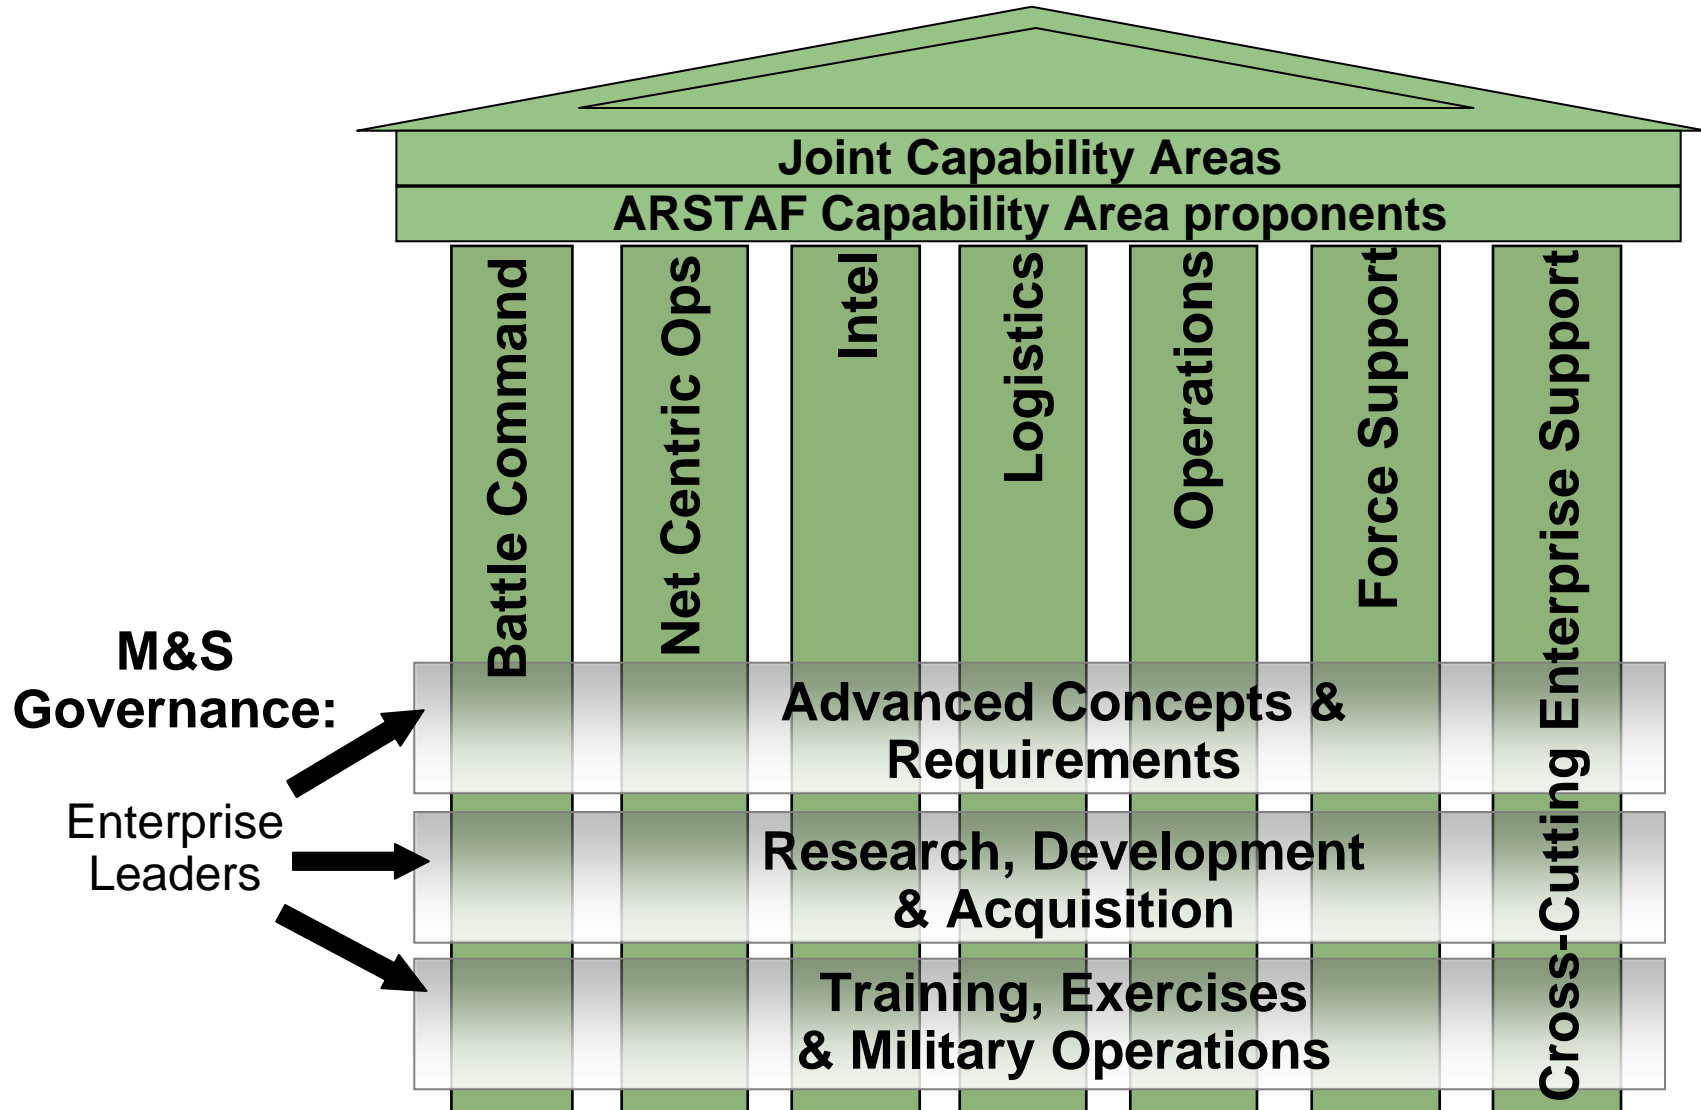 Joint Capability Areas
ARSTAF Capability Area proponents
Battle Command
Net Centric Ops
Intel
Logistics
Operations
Force Support
Cross-Cutting Enterprise Support
M&S
Governance:
Enterprise
Leaders
Advanced Concepts &
Requirements
Research, Development
& Acquisition
Training, Exercises
& Military Operations